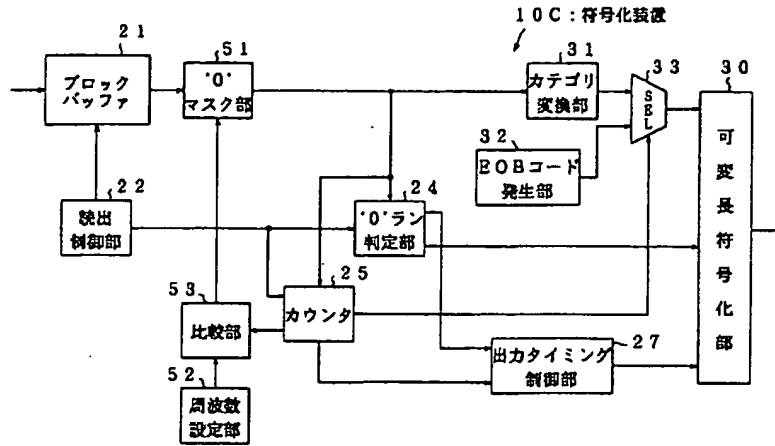 10C:符号化装置
21
ブロック
バッファ
51
'0'
マスク部
31
カテゴリ
変換部
33
SEL
30
可変長符号化部
32
EOBコード
発生部
22
読出
制御部
24
'0'ラン
判定部
25
カウンタ
53
比較部
27
出力タイミング
制御部
52
周波数
設定部